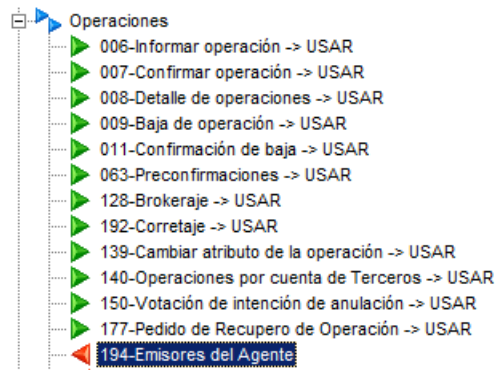 Operaciones
006-Informar operación -> USAR
007-Confirmar operación -> USAR
008-Detalle de operaciones -> USAR
009-Baja de operación -> USAR
011-Confirmación de baja -> USAR
063-Preconfirmaciones -> USAR
128-Brokeraje -> USAR
192-Corretaje -> USAR
139-Cambiar atributo de la operación -> USAR
140-Operaciones por cuenta de Terceros -> USAR
150-Votación de intención de anulación -> USAR
177-Pedido de Recupero de Operación -> USAR
194-Emisores del Agente